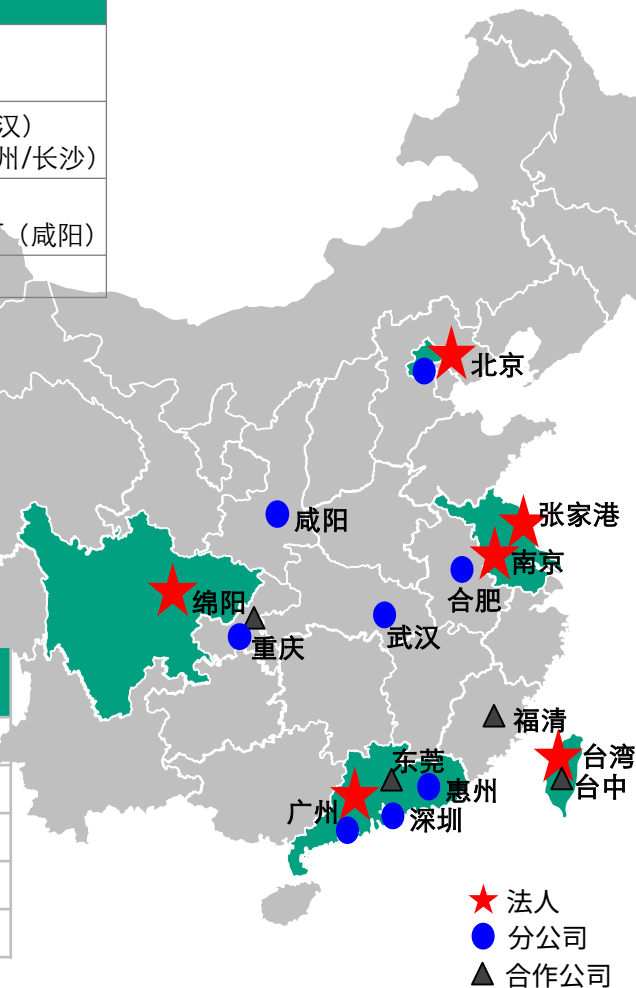 汉）
州/长沙）
（咸阳）
北京
张家港
咸阳
南京
合肥
绵阳
武汉
重庆
福清
台湾
东莞
台中
惠州
广州
深圳
法人
分公司
合作公司